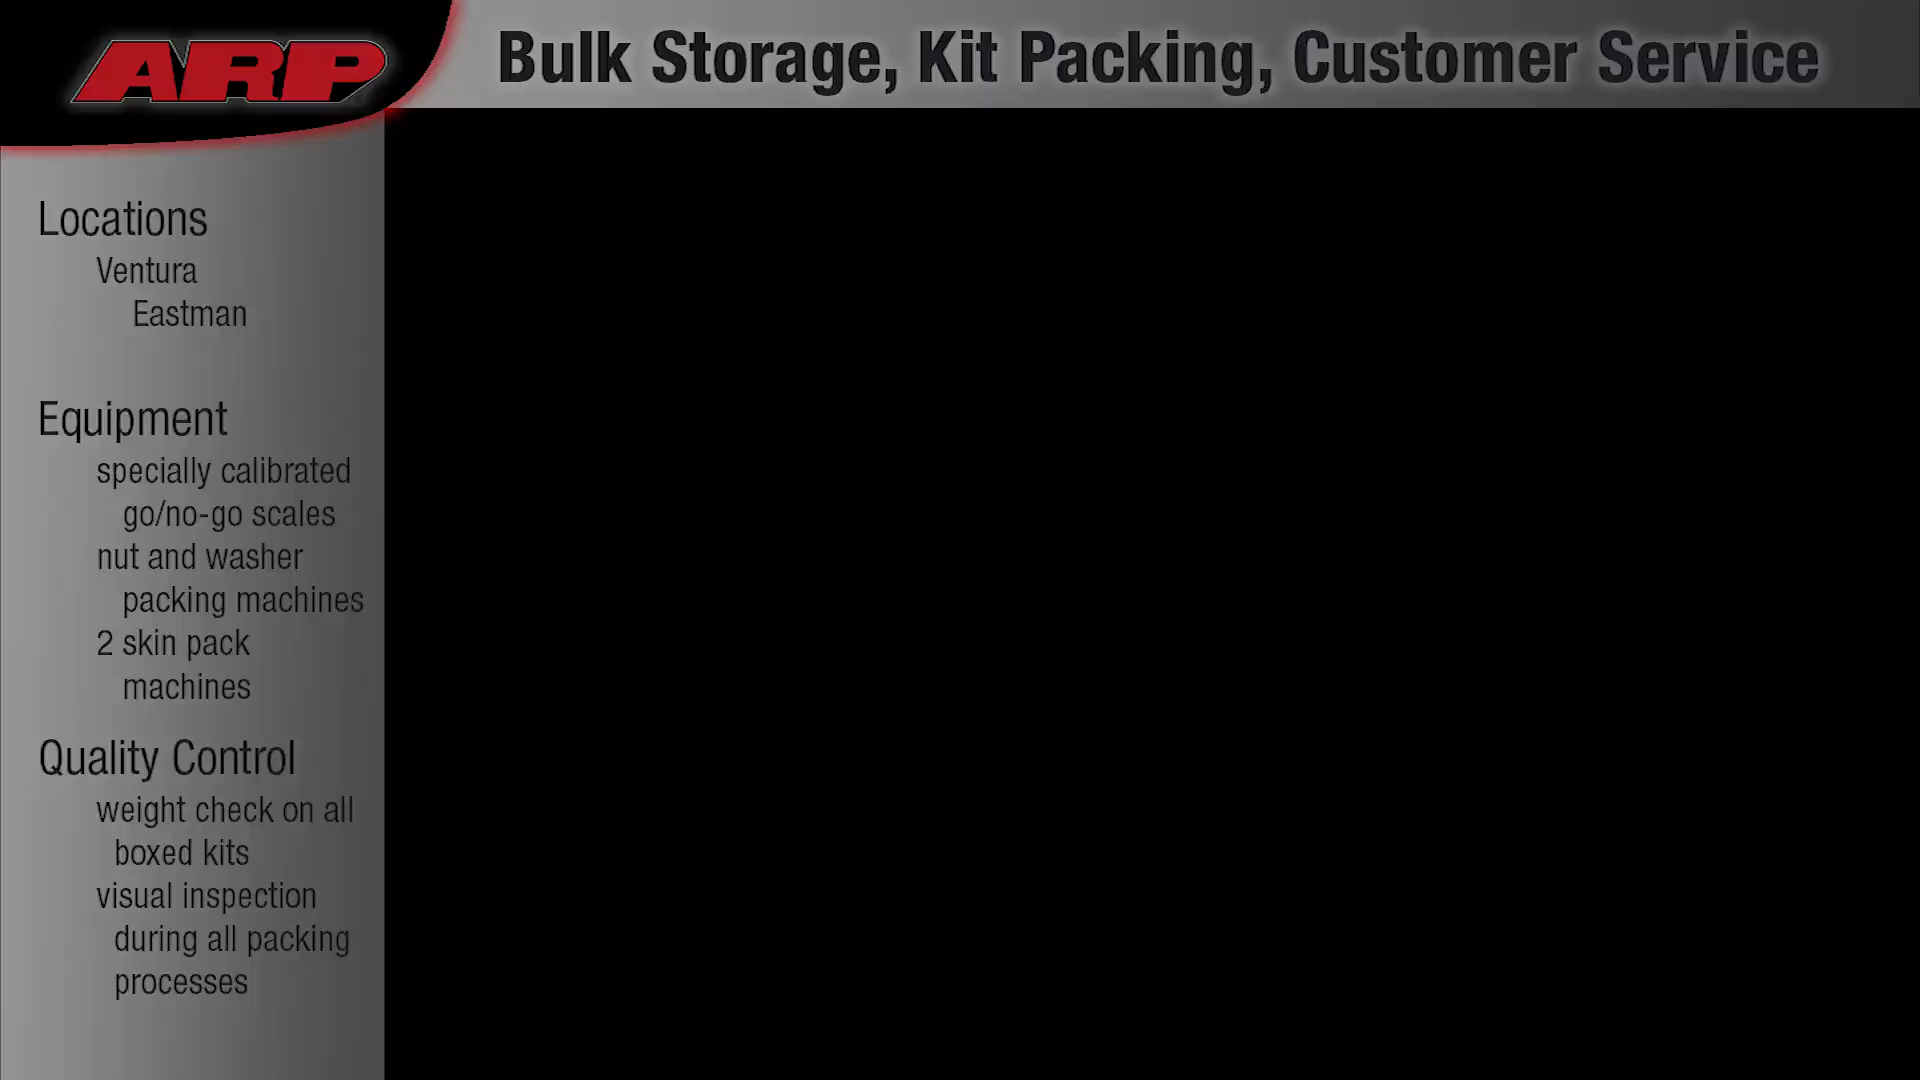 ARP
Bulk Storage, Kit Packing, Customer Service
Locations
Ventura
Eastman
Equipment
specially calibrated
go/no-go scales
nut and washer
packing machines
2 skin pack
machines
Quality Control
weight check on all
boxed kits
visual inspection
during all packing
processes